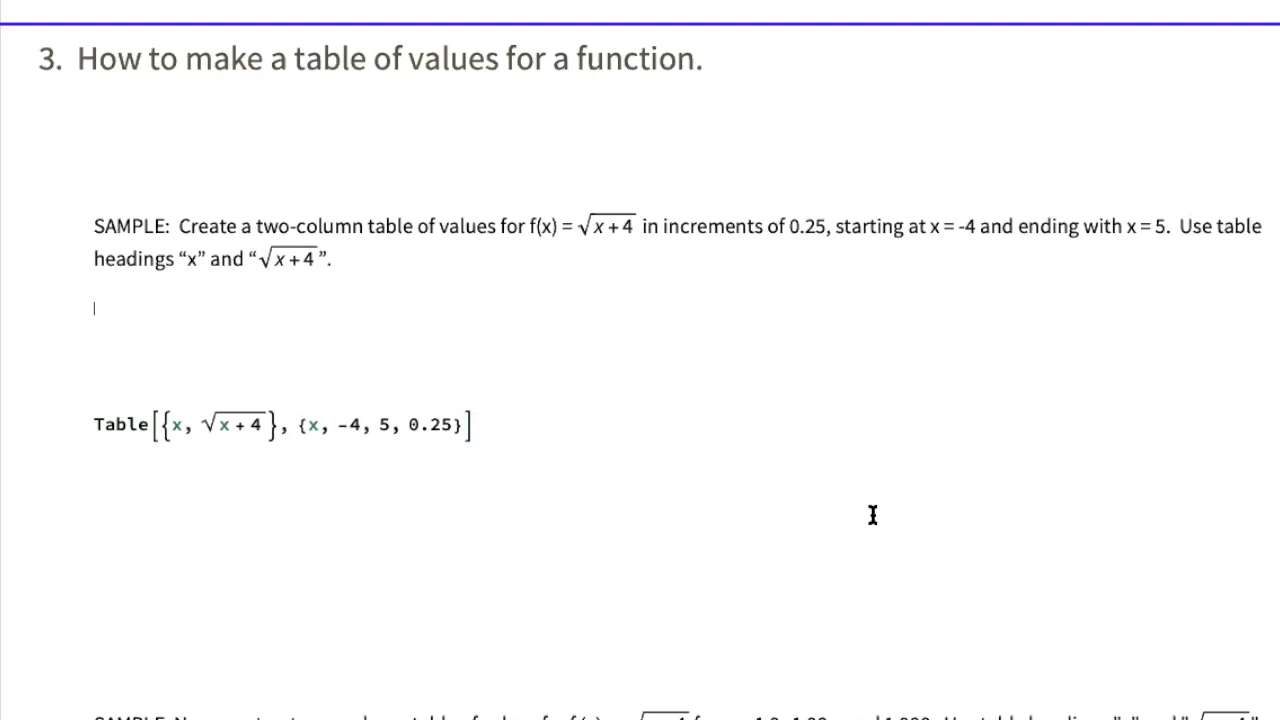 3. How to make a table of values for a function.
SAMPLE: Create a two-column table of values for f(x) = √(x + 4) in increments of 0.25, starting at x = -4 and ending with x = 5. Use table
headings “x” and “√(x + 4)”.
Table[{x, √(x + 4)}, {x, -4, 5, 0.25}]